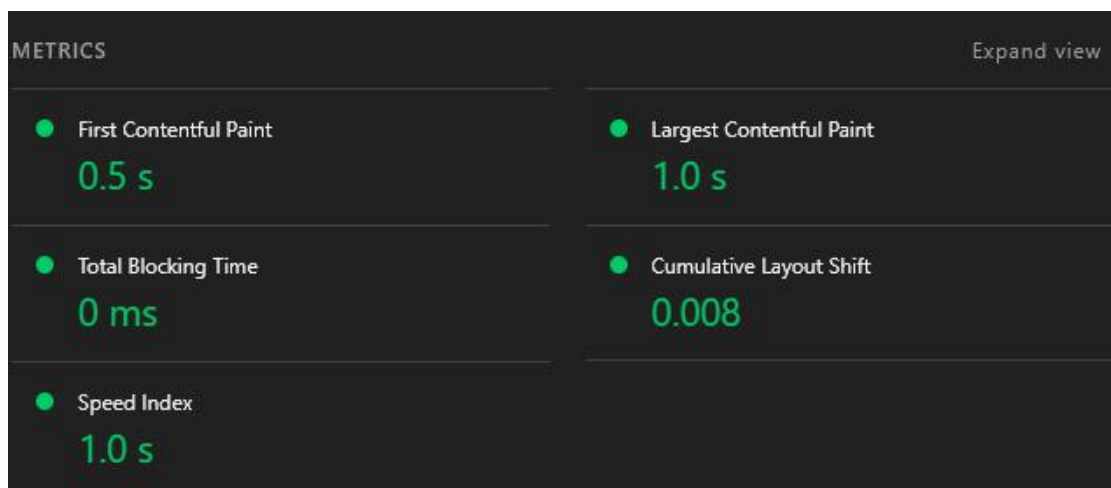 METRICS
Expand view
First Contentful Paint
0.5 s
Largest Contentful Paint
1.0 s
Total Blocking Time
0 ms
Cumulative Layout Shift
0.008
Speed Index
1.0 s